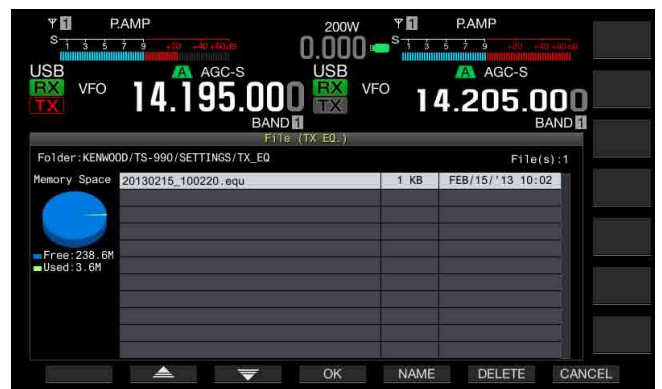 1 P.AMP 200W 1 P.AMP
S 1 3 5 7 9 +20 +40 +60dB 0.000 S 1 3 5 7 9 +20 +40 +60dB
USB A AGC-S USB A AGC-S
RX VFO 14.195.000 RX VFO 14.205.000
TX TX
BAND 1 BAND 1
File (TX EQ.)
Folder:KENWOOD/TS-990/SETTINGS/TX_EQ File(s):1
Memory Space 20130215_100220.equ 1 KB FEB/15/'13 10:02
Free:238.6M
Used:3.6M
OK NAME DELETE CANCEL